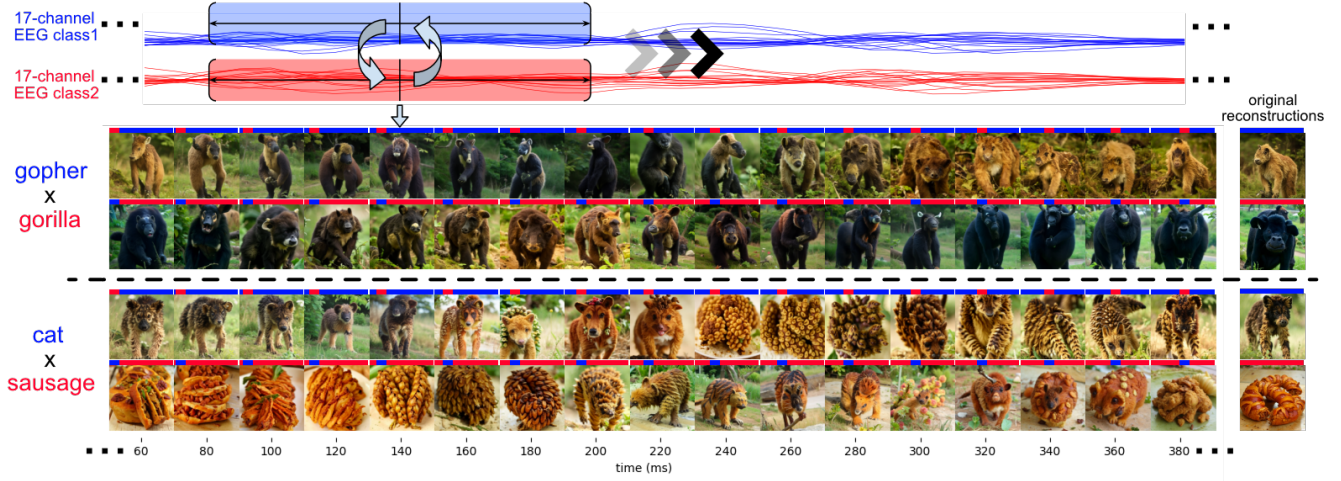 17-channel
EEG class1
17-channel
EEG class2
original
reconstructions
gopher
x
gorilla
cat
x
sausage
60 80 100 120 140 160 180 200 220 240 260 280 300 320 340 360 380
time (ms)